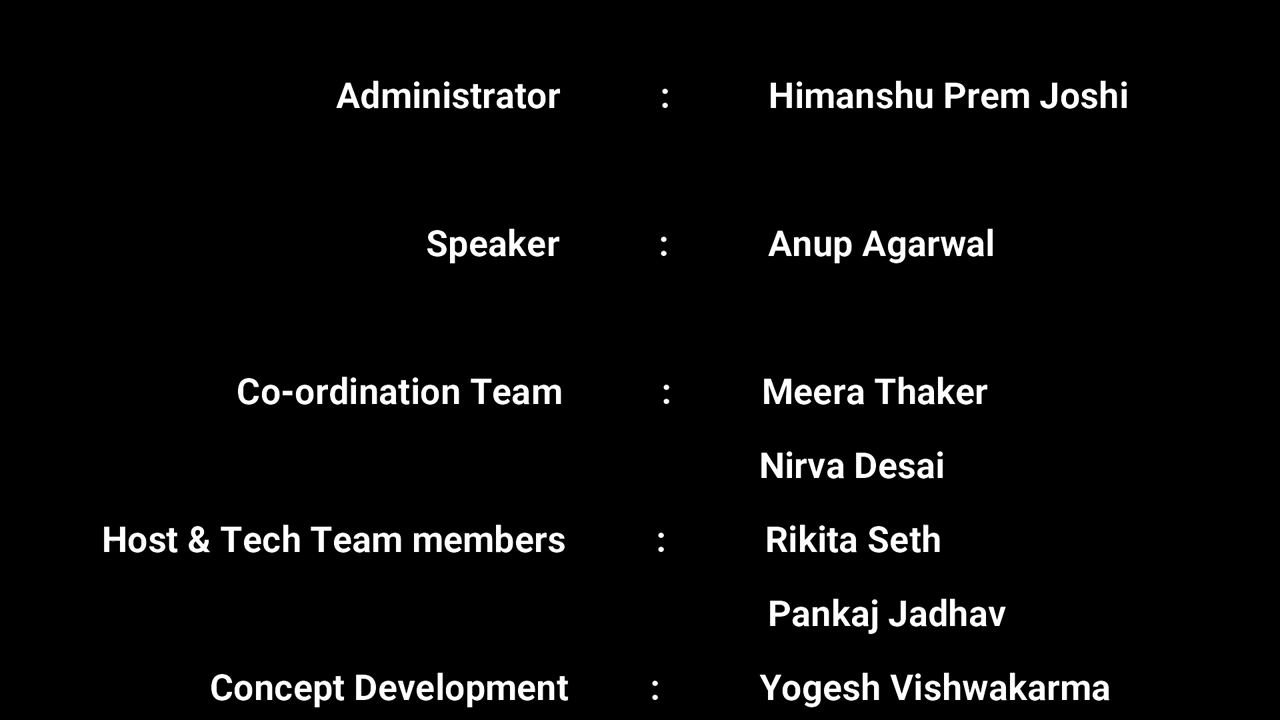 Administrator : Himanshu Prem Joshi
Speaker : Anup Agarwal
Co-ordination Team : Meera Thaker
Nirva Desai
Host & Tech Team members : Rikita Seth
Pankaj Jadhav
Concept Development : Yogesh Vishwakarma